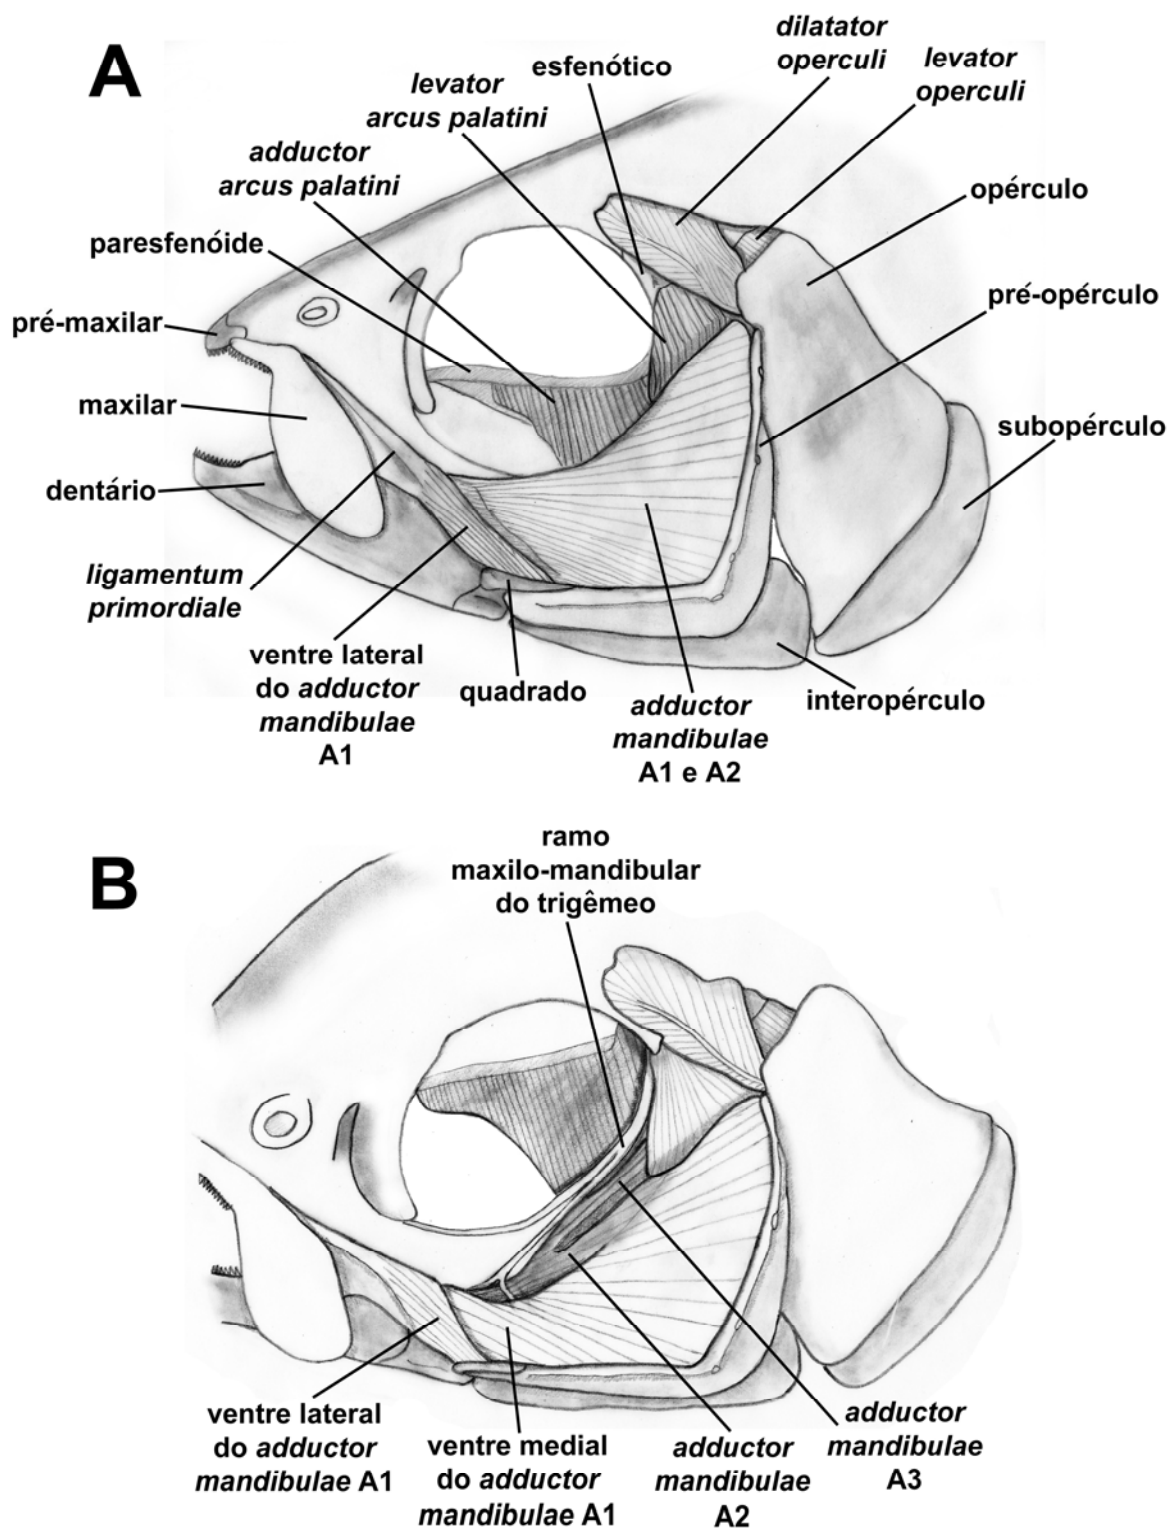 A
dilatator
operculi
levator
operculi
esfenótico
levator
arcus palatini
adductor
arcus palatini
opérculo
paresfenóide
pré-opérculo
pré-maxilar
maxilar
subopérculo
dentário
ligamentum
primordiale
ventre lateral
do adductor
mandibulae
A1
quadrado
adductor
mandibulae
A1 e A2
interopérculo
B
ramo
maxilo-mandibular
do trigêmeo
ventre lateral
do adductor
mandibulae A1
ventre medial
do adductor
mandibulae A1
adductor
mandibulae
A2
adductor
mandibulae
A3